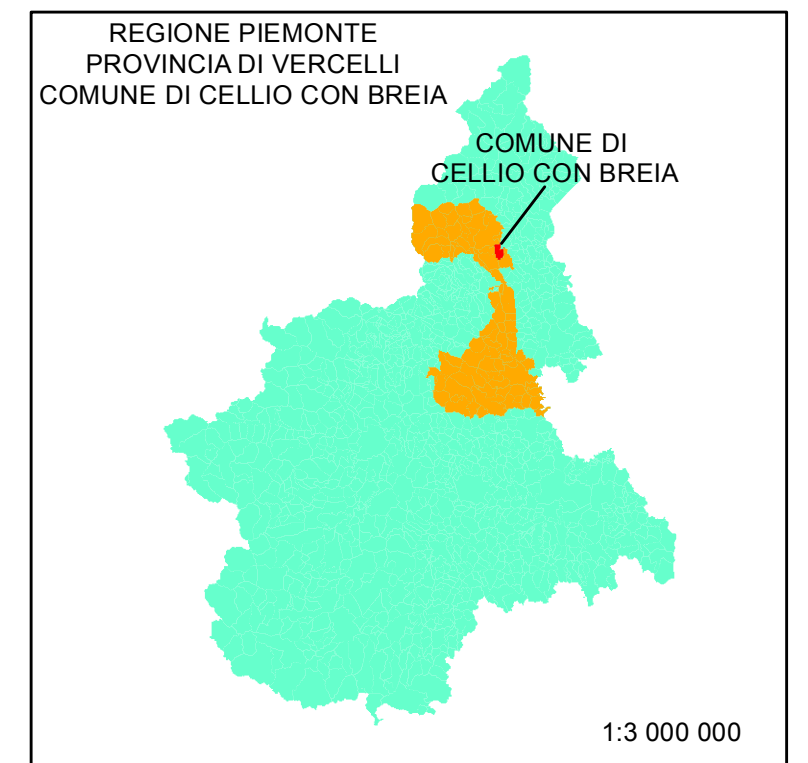 REGIONE PIEMONTE
PROVINCIA DI VERCELLI
COMUNE DI CELLIO CON BREIA
COMUNE DI
CELLIO CON BREIA
1:3 000 000